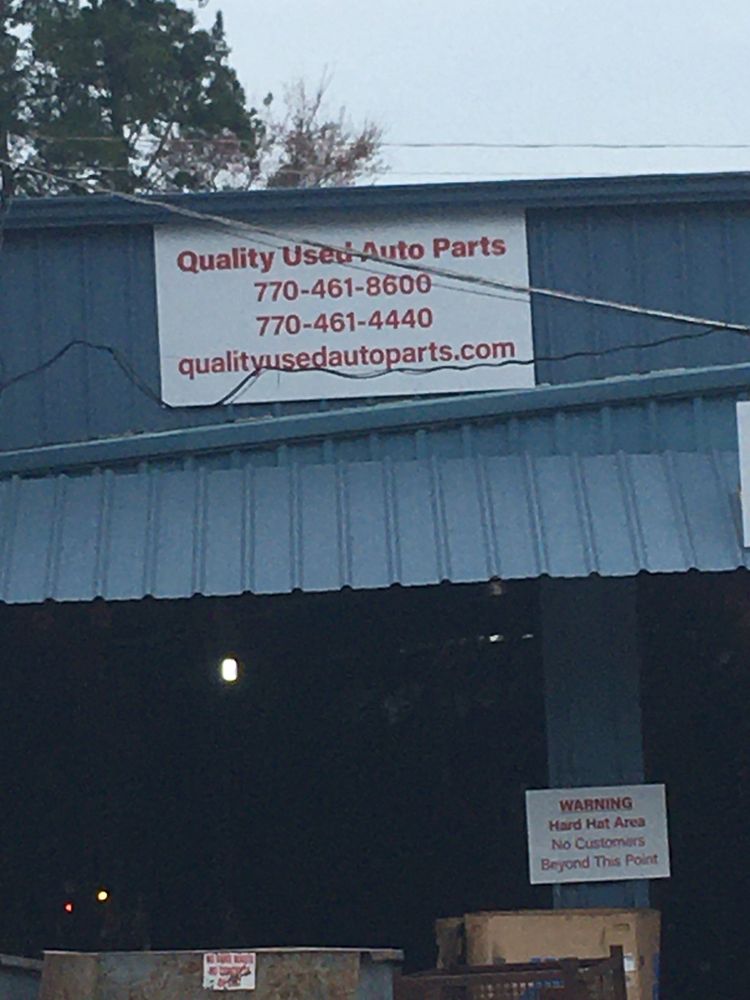 Quality Used Auto Parts
770-461-8600
770-461-4440
qualityusedautoparts.com
WARNING
Hard Hat Area
No Customers
Beyond This Point